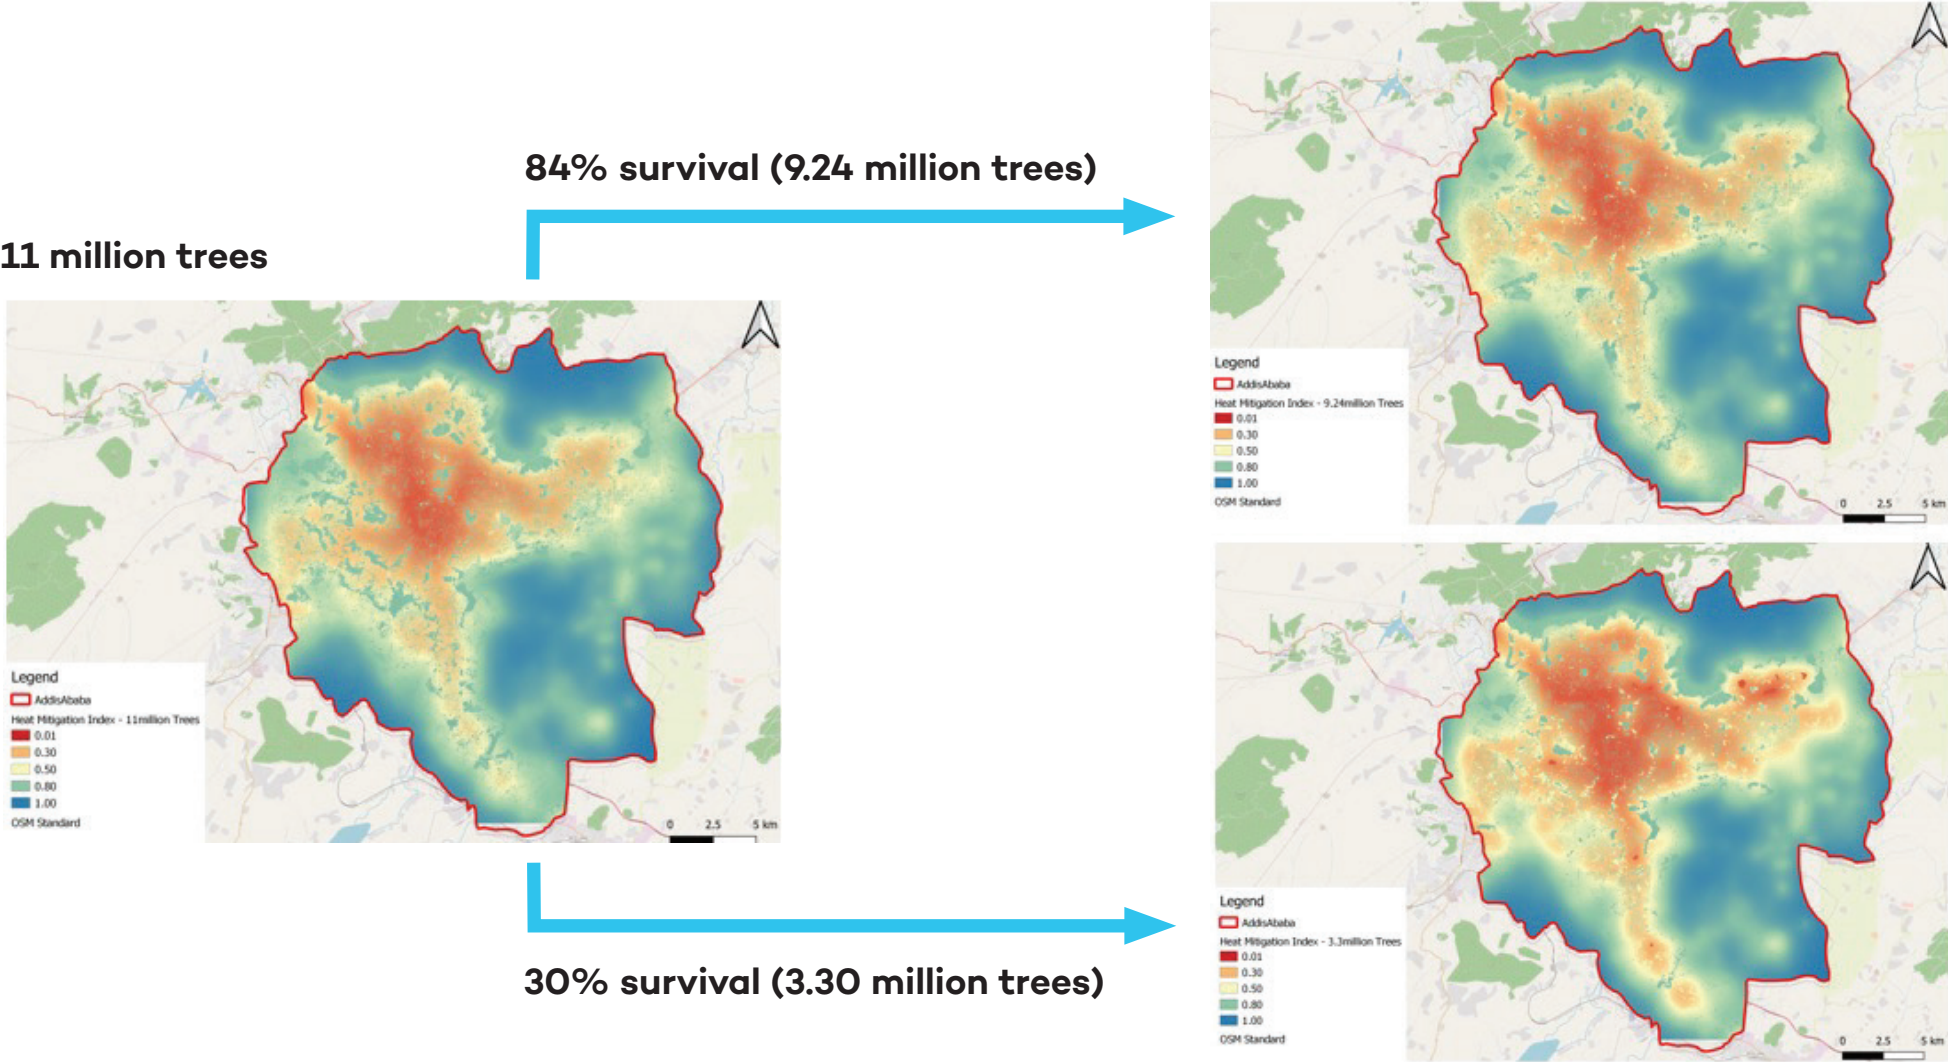 84% survival (9.24 million trees)
11 million trees
Legend
AddisAbaba
Heat Mitigation Index - 11million Trees
0.01
0.30
0.50
0.80
1.00
OSM Standard
0 2.5 5 km
Legend
AddisAbaba
Heat Mitigation Index - 9.24million Trees
0.01
0.30
0.50
0.80
1.00
OSM Standard
0 2.5 5 km
30% survival (3.30 million trees)
Legend
AddisAbaba
Heat Mitigation Index - 3.3million Trees
0.01
0.30
0.50
0.80
1.00
OSM Standard
0 2.5 5 km